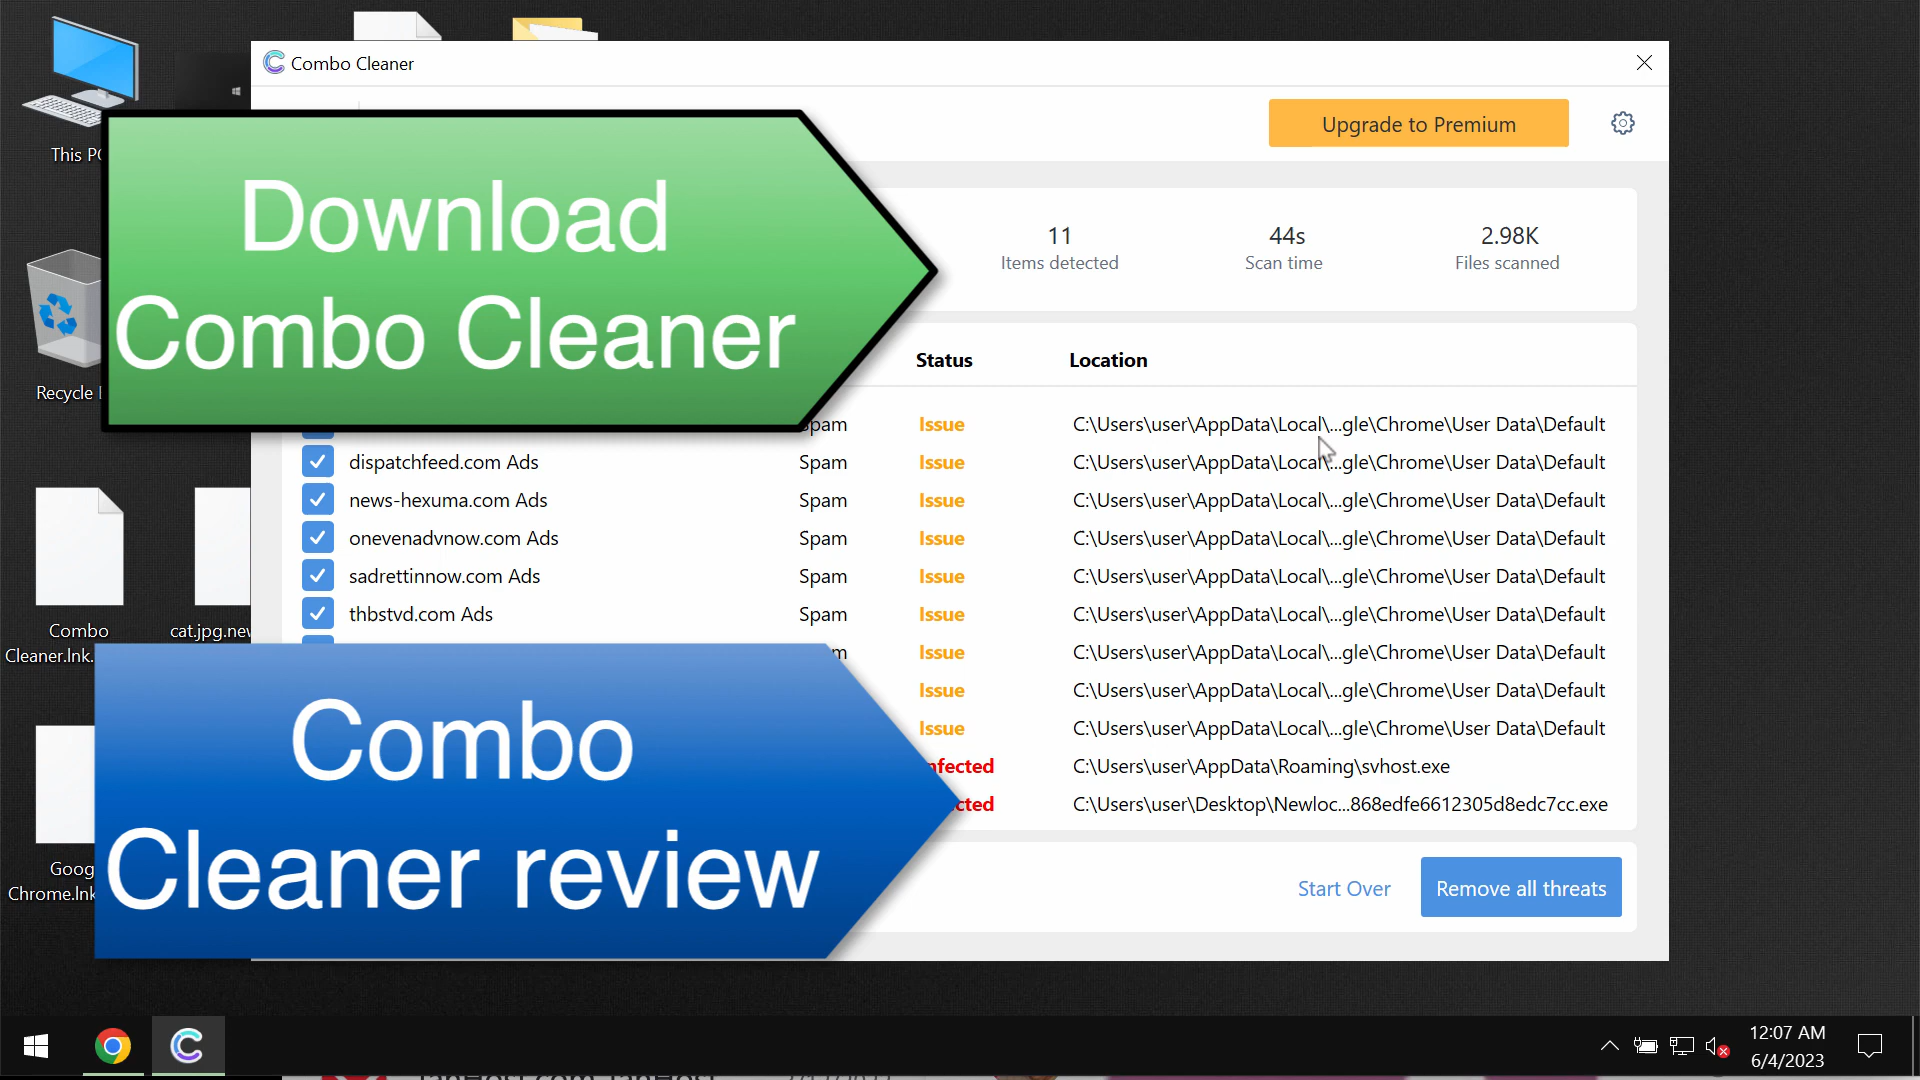 Combo Cleaner
This PC
Upgrade to Premium
Download
Combo Cleaner
11
Items detected
44s
Scan time
2.98K
Files scanned
Recycle
Status
Location
Spam
Issue
C:\Users\user\AppData\Local\...gle\Chrome\User Data\Default
dispatchfeed.com Ads
Spam
Issue
C:\Users\user\AppData\Local\...gle\Chrome\User Data\Default
news-hexuma.com Ads
Spam
Issue
C:\Users\user\AppData\Local\...gle\Chrome\User Data\Default
onevenadvnow.com Ads
Spam
Issue
C:\Users\user\AppData\Local\...gle\Chrome\User Data\Default
sadrettinnow.com Ads
Spam
Issue
C:\Users\user\AppData\Local\...gle\Chrome\User Data\Default
thbstvd.com Ads
Spam
Issue
C:\Users\user\AppData\Local\...gle\Chrome\User Data\Default
Combo
Cleaner.lnk.
cat.jpg.new
Issue
C:\Users\user\AppData\Local\...gle\Chrome\User Data\Default
Issue
C:\Users\user\AppData\Local\...gle\Chrome\User Data\Default
Issue
C:\Users\user\AppData\Local\...gle\Chrome\User Data\Default
nfected
C:\Users\user\AppData\Roaming\svhost.exe
cted
C:\Users\user\Desktop\Newloc...868edfe6612305d8edc7cc.exe
Combo
Cleaner review
Goog
Chrome.lnk
Start Over
Remove all threats
12:07 AM
6/4/2023